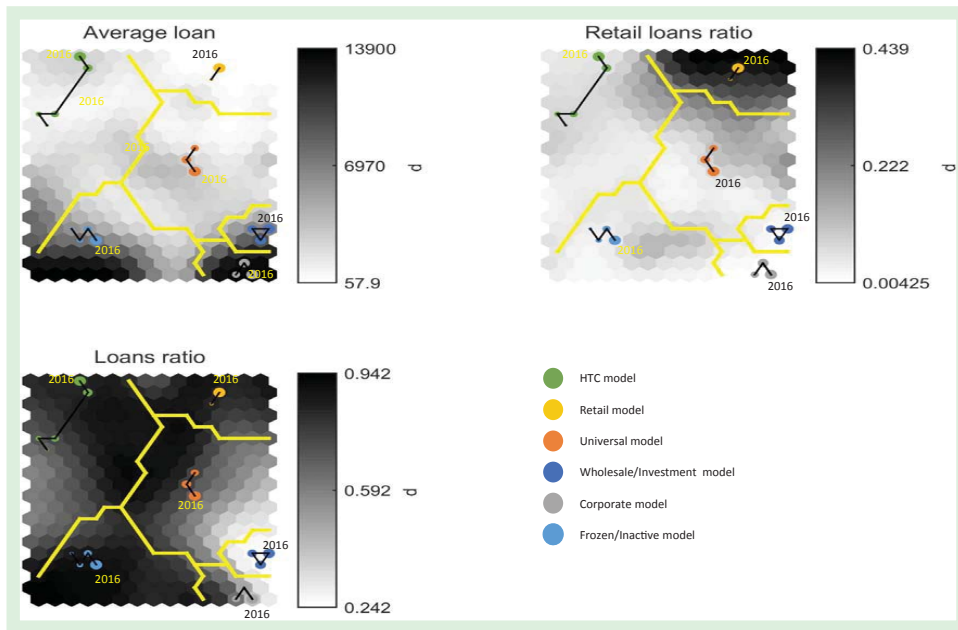 Average loan
2016
2016
2016
2016
2016
2016
2016
13900
6970
57.9
d
Retail loans ratio
2016
2016
2016
2016
2016
2016
0.439
0.222
0.00425
d
Loans ratio
2016
2016
2016
2016
2016
2016
0.942
0.592
0.242
d
HTC model
Retail model
Universal model
Wholesale/Investment model
Corporate model
Frozen/Inactive model